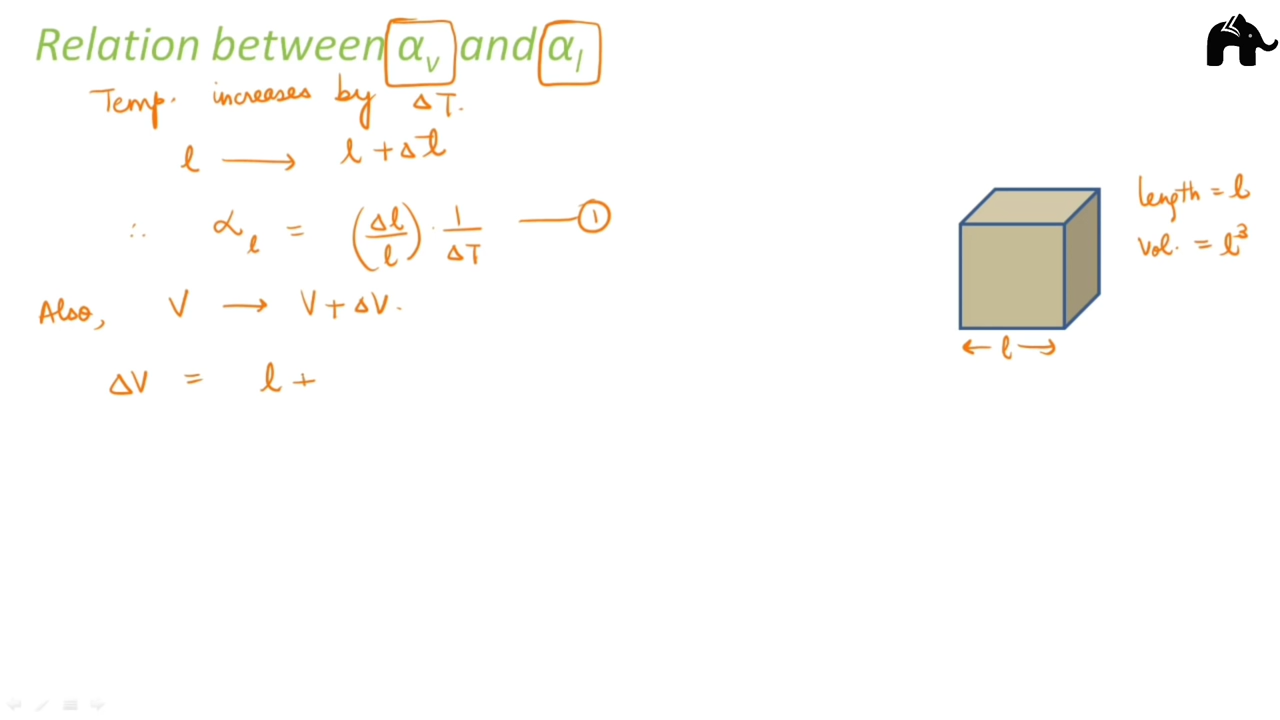 Relation between αᵥ and αₗ
Temp. increases by ΔT.
l ⟶ l + Δl
∴ αₗ = (Δl/l) · 1/ΔT —— ①
Also, V ⟶ V + ΔV.
ΔV = l +
length = l
vol. = l³
← l →